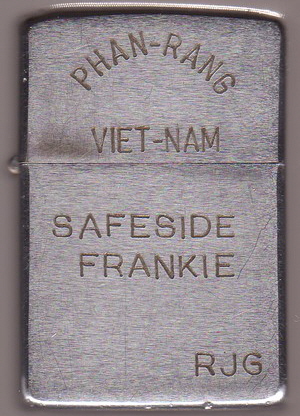 PHAN-RANG
VIET-NAM
SAFESIDE
FRANKIE
RJG